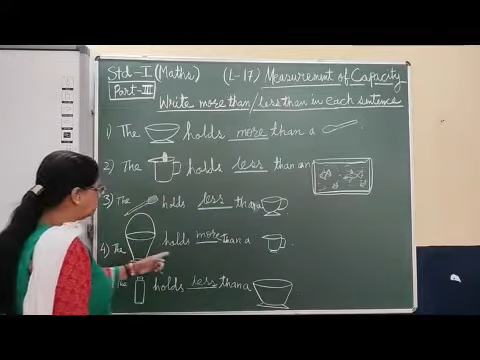 Std-I (Maths) (L-17) Measurement of Capacity
Part-III
Write more than/less than in each sentence
1) The holds more than a .
2) The holds less than an
3) The holds less than a
4) The holds more than a .
The holds less than a